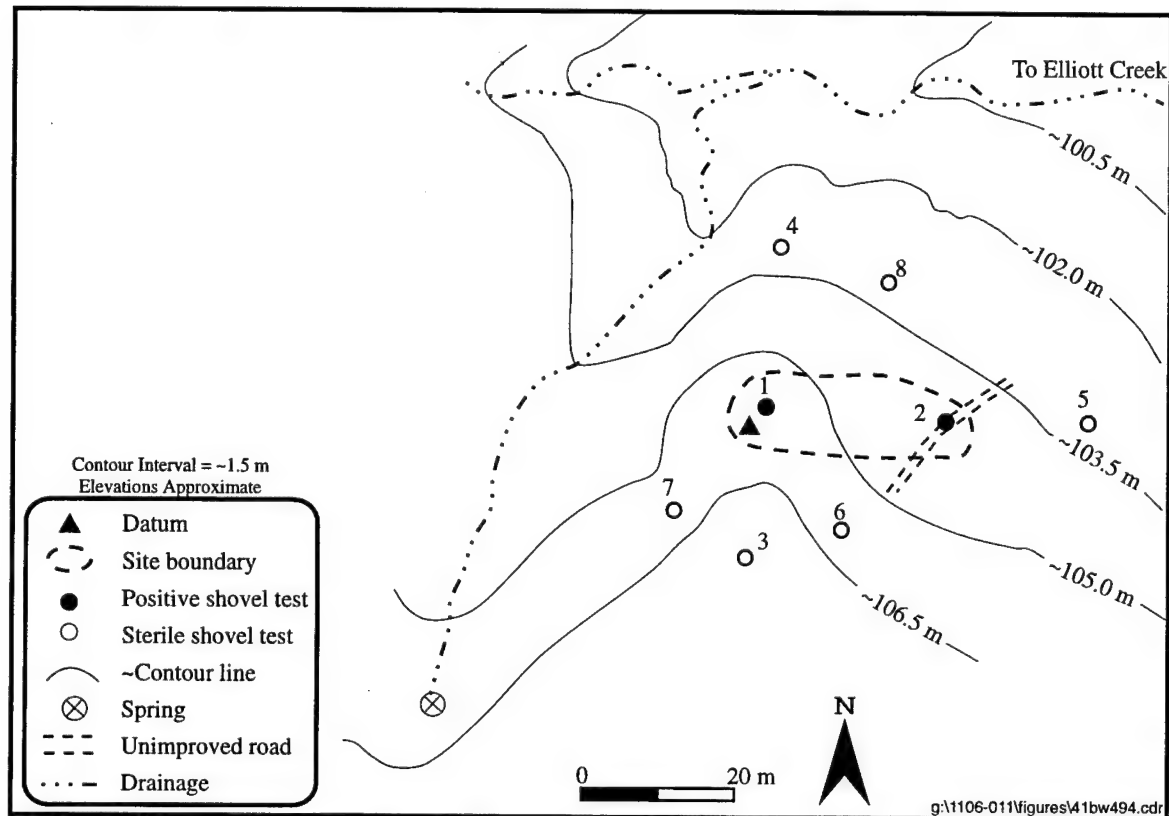 To Elliott Creek
~100.5 m
4
8
~102.0 m
1
2
5
~103.5 m
Contour Interval = ~1.5 m
Elevations Approximate
7
6
3
~105.0 m
~106.5 m
Datum
Site boundary
Positive shovel test
Sterile shovel test
~Contour line
Spring
Unimproved road
Drainage
N
0 20 m
g:\1106-011\figures\41bw494.cdr